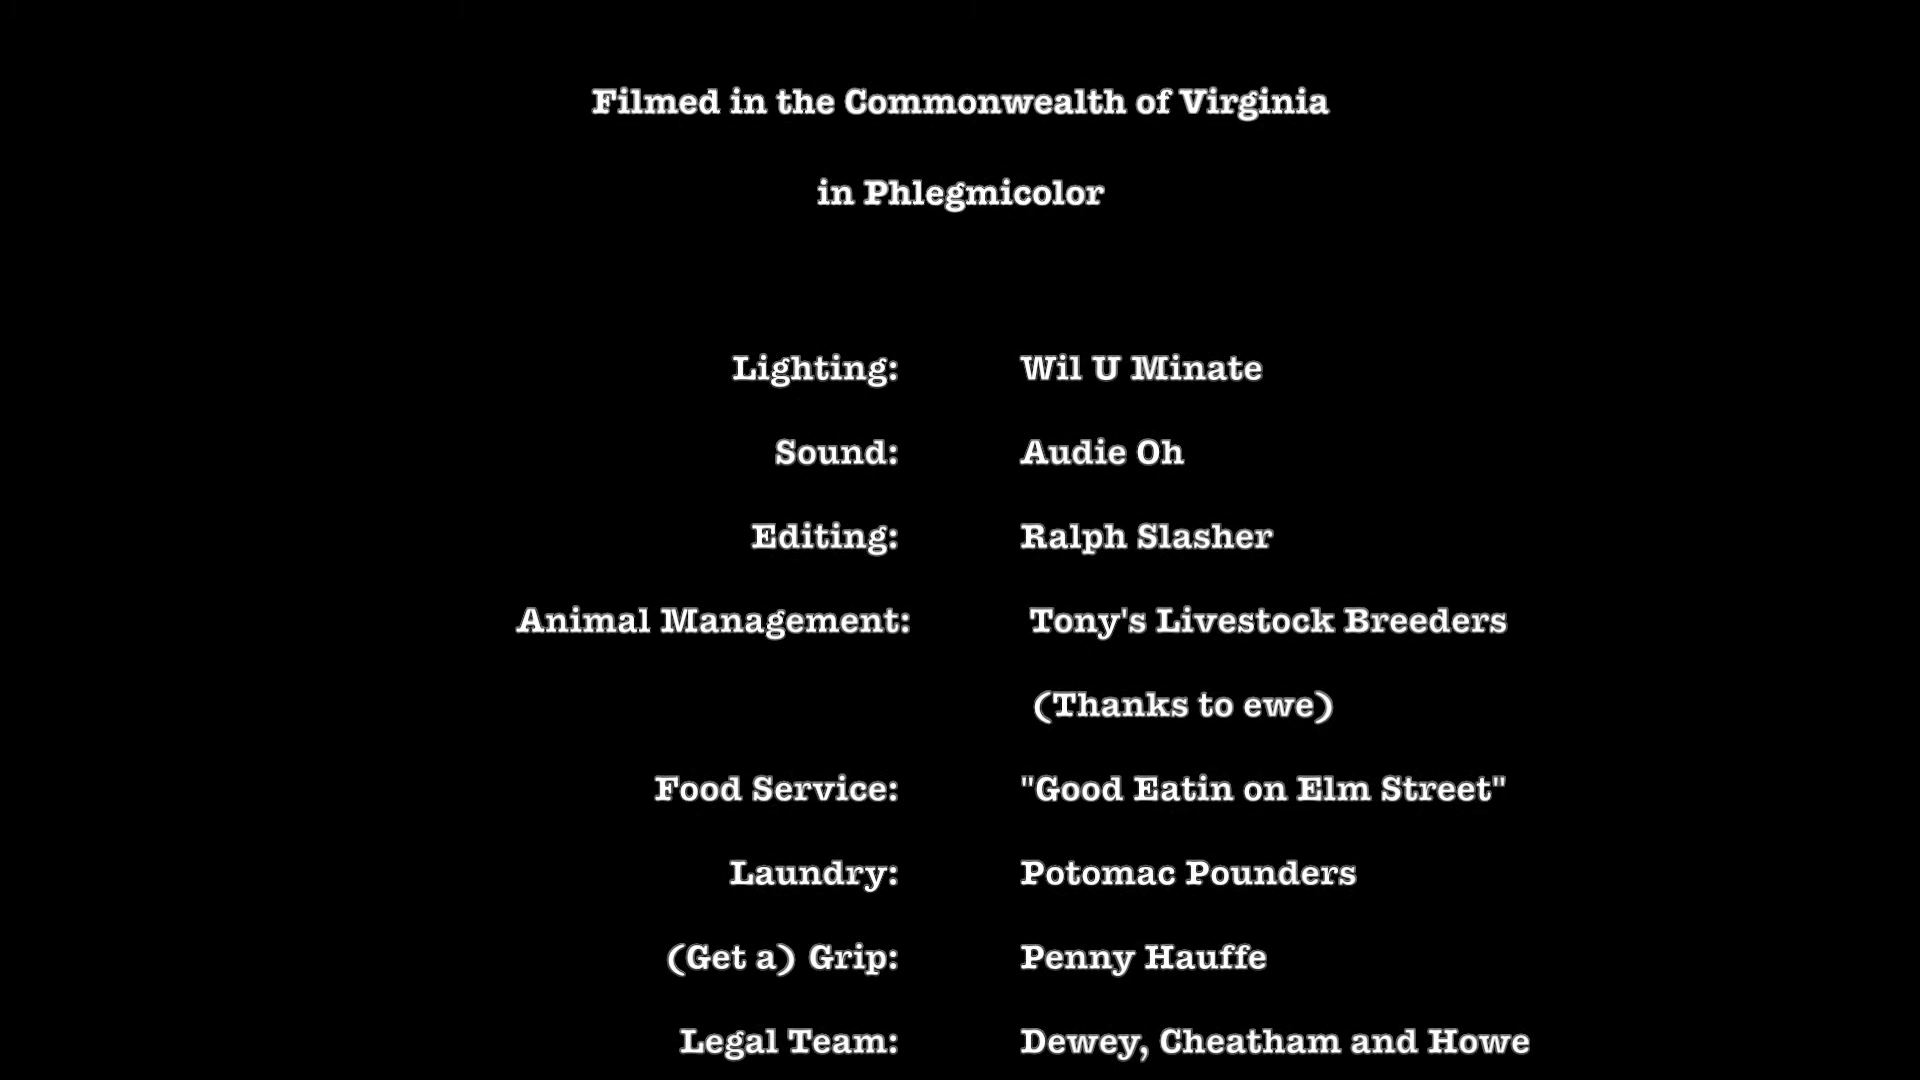 Filmed in the Commonwealth of Virginia
in Phlegmicolor
Lighting: Wil U Minate
Sound: Audie Oh
Editing: Ralph Slasher
Animal Management: Tony's Livestock Breeders
(Thanks to ewe)
Food Service: "Good Eatin on Elm Street"
Laundry: Potomac Pounders
(Get a) Grip: Penny Hauffe
Legal Team: Dewey, Cheatham and Howe